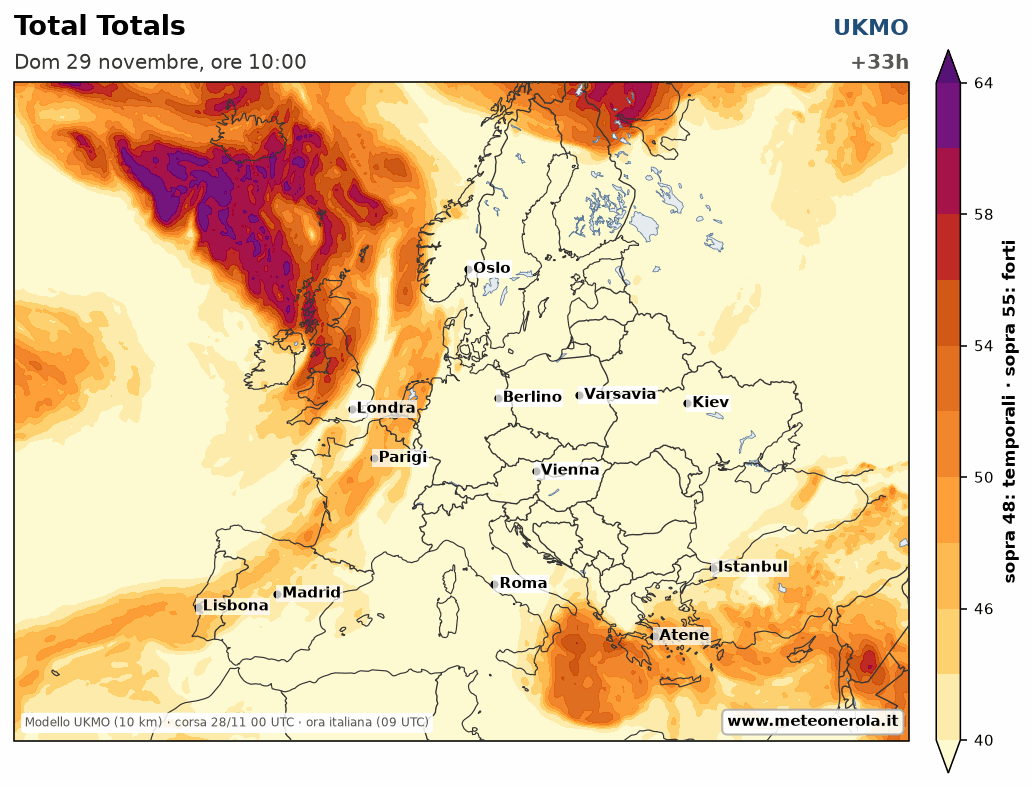 Total Totals
UKMO
Dom 29 novembre, ore 10:00
+33h
64
58
54
50
46
40
sopra 48: temporali · sopra 55: forti
Oslo
Berlino
Varsavia
Kiev
Londra
Parigi
Vienna
Istanbul
Roma
Madrid
Lisbona
Atene
Modello UKMO (10 km) · corsa 28/11 00 UTC · ora italiana (09 UTC)
www.meteonerola.it